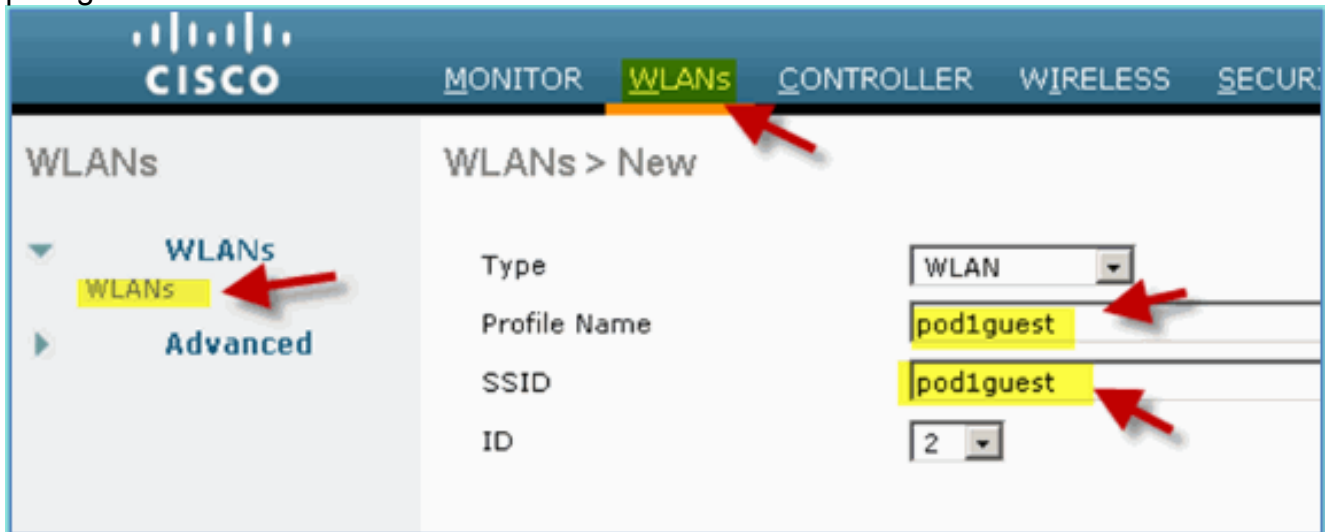 CISCO
MONITOR WLANs CONTROLLER WIRELESS SECURI
WLANs
WLANs
WLANs
Advanced
WLANs > New
Type WLAN
Profile Name pod1guest
SSID pod1guest
ID 2